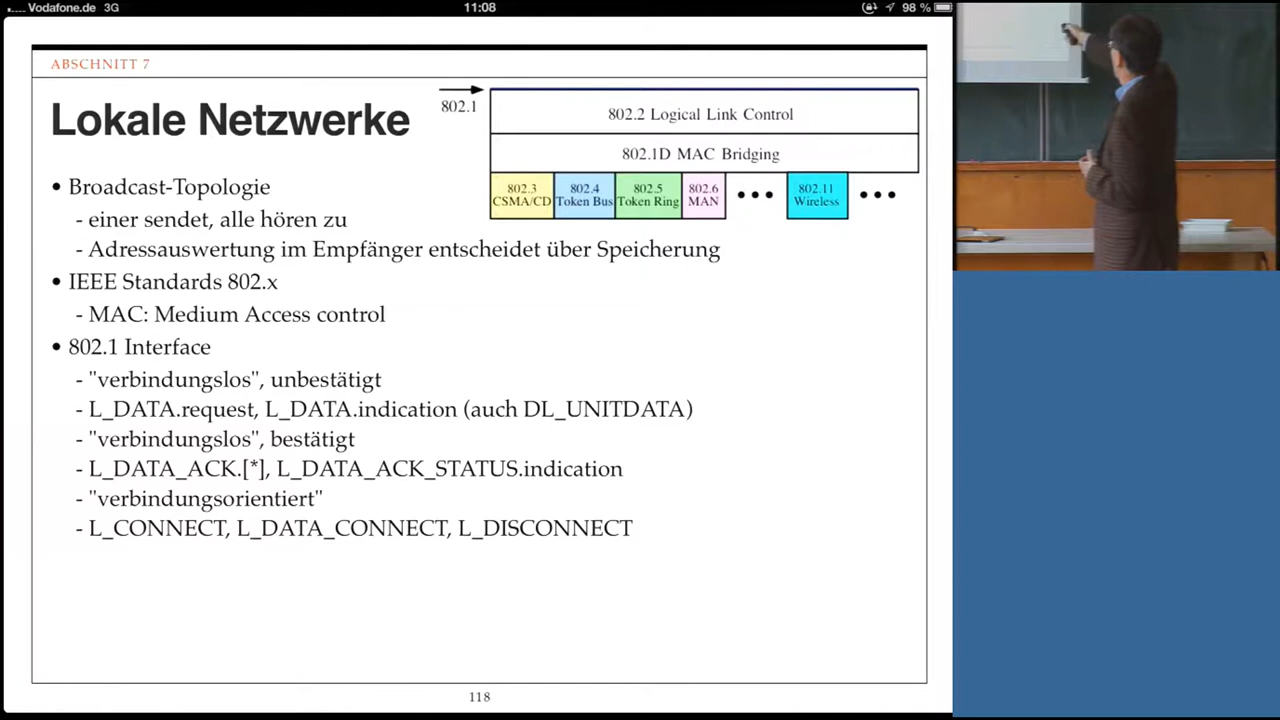 Vodafone.de 3G 11:08 98 %
ABSCHNITT 7
Lokale Netzwerke
802.1
802.2 Logical Link Control
802.1D MAC Bridging
802.3 CSMA/CD
802.4 Token Bus
802.5 Token Ring
802.6 MAN
•••
802.11 Wireless
•••
• Broadcast-Topologie
- einer sendet, alle hören zu
- Adressauswertung im Empfänger entscheidet über Speicherung
• IEEE Standards 802.x
- MAC: Medium Access control
• 802.1 Interface
- "verbindungslos", unbestätigt
- L_DATA.request, L_DATA.indication (auch DL_UNITDATA)
- "verbindungslos", bestätigt
- L_DATA_ACK.[*], L_DATA_ACK_STATUS.indication
- "verbindungsorientiert"
- L_CONNECT, L_DATA_CONNECT, L_DISCONNECT
118